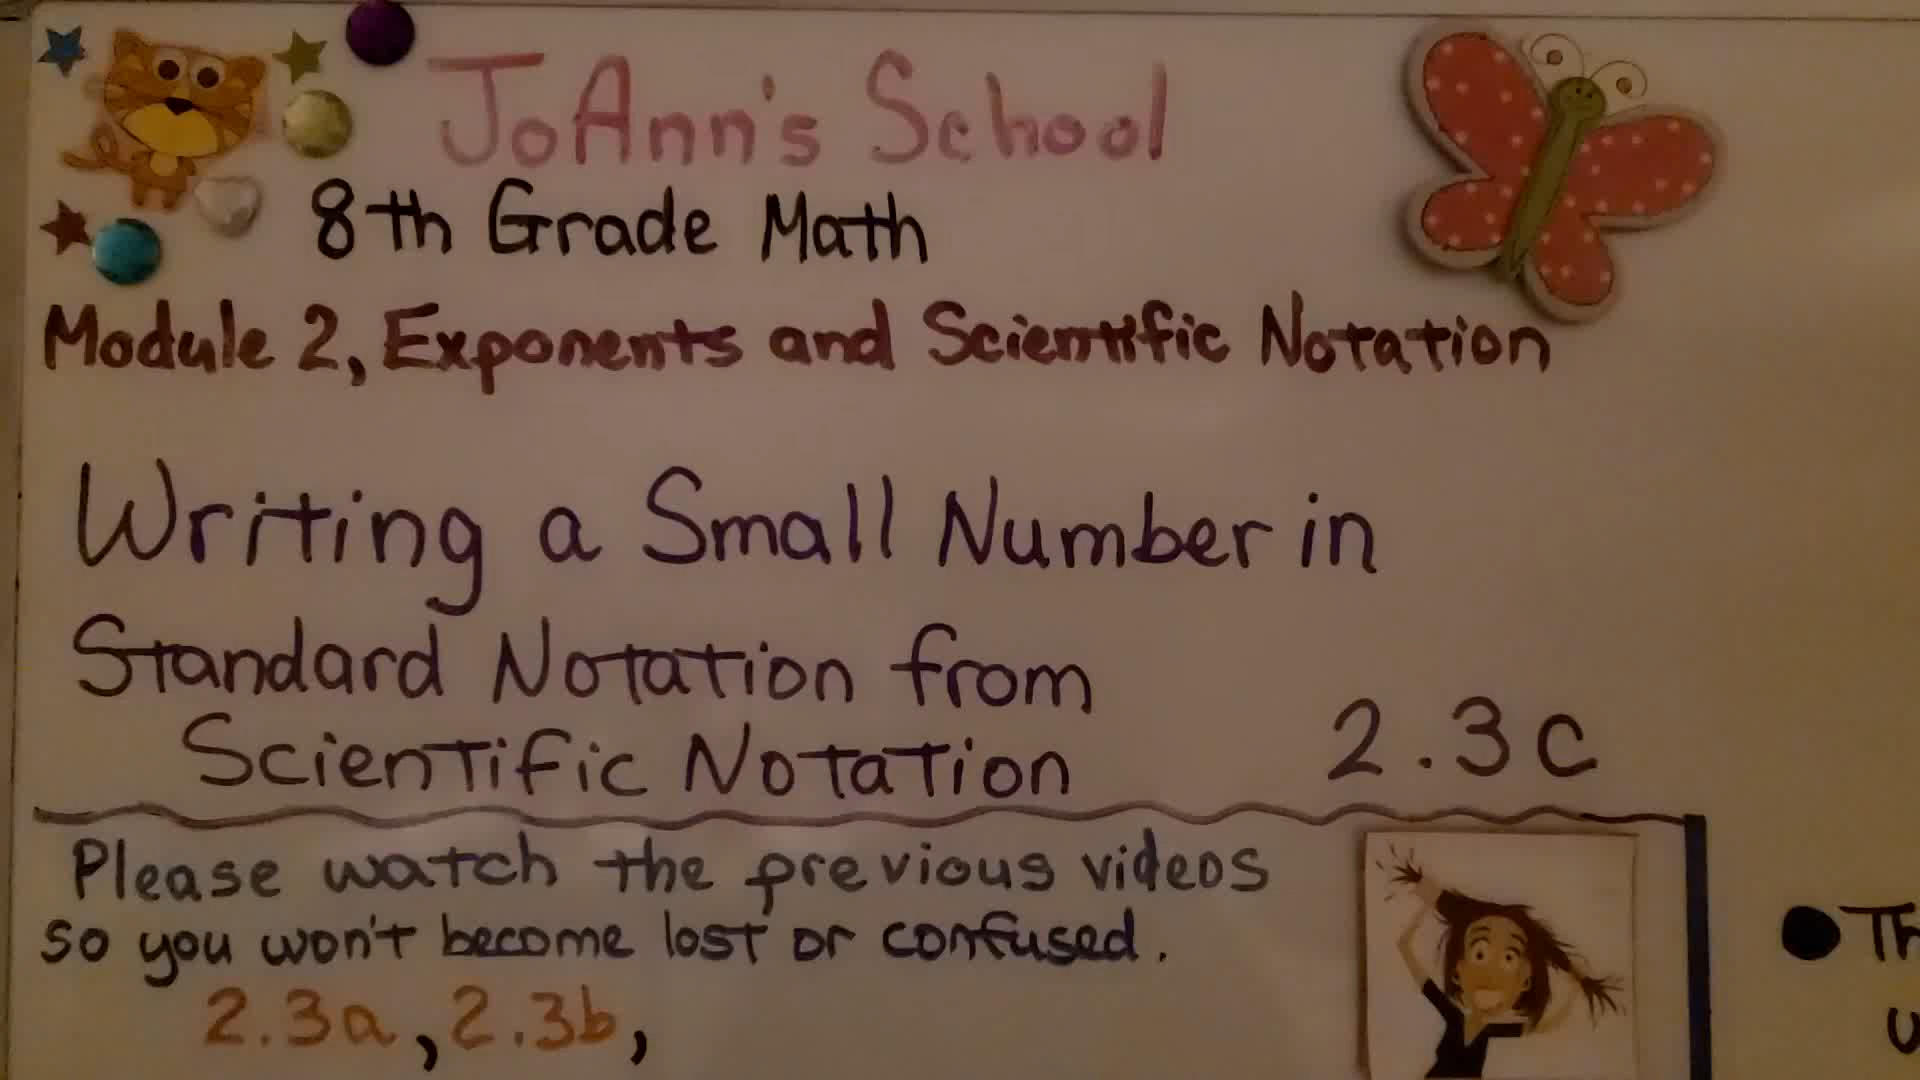 JoAnn's School
8th Grade Math
Module 2, Exponents and Scientific Notation
Writing a Small Number in
Standard Notation from
Scientific Notation
2.3c
Please watch the previous videos
so you won't become lost or confused.
2.3a, 2.3b,